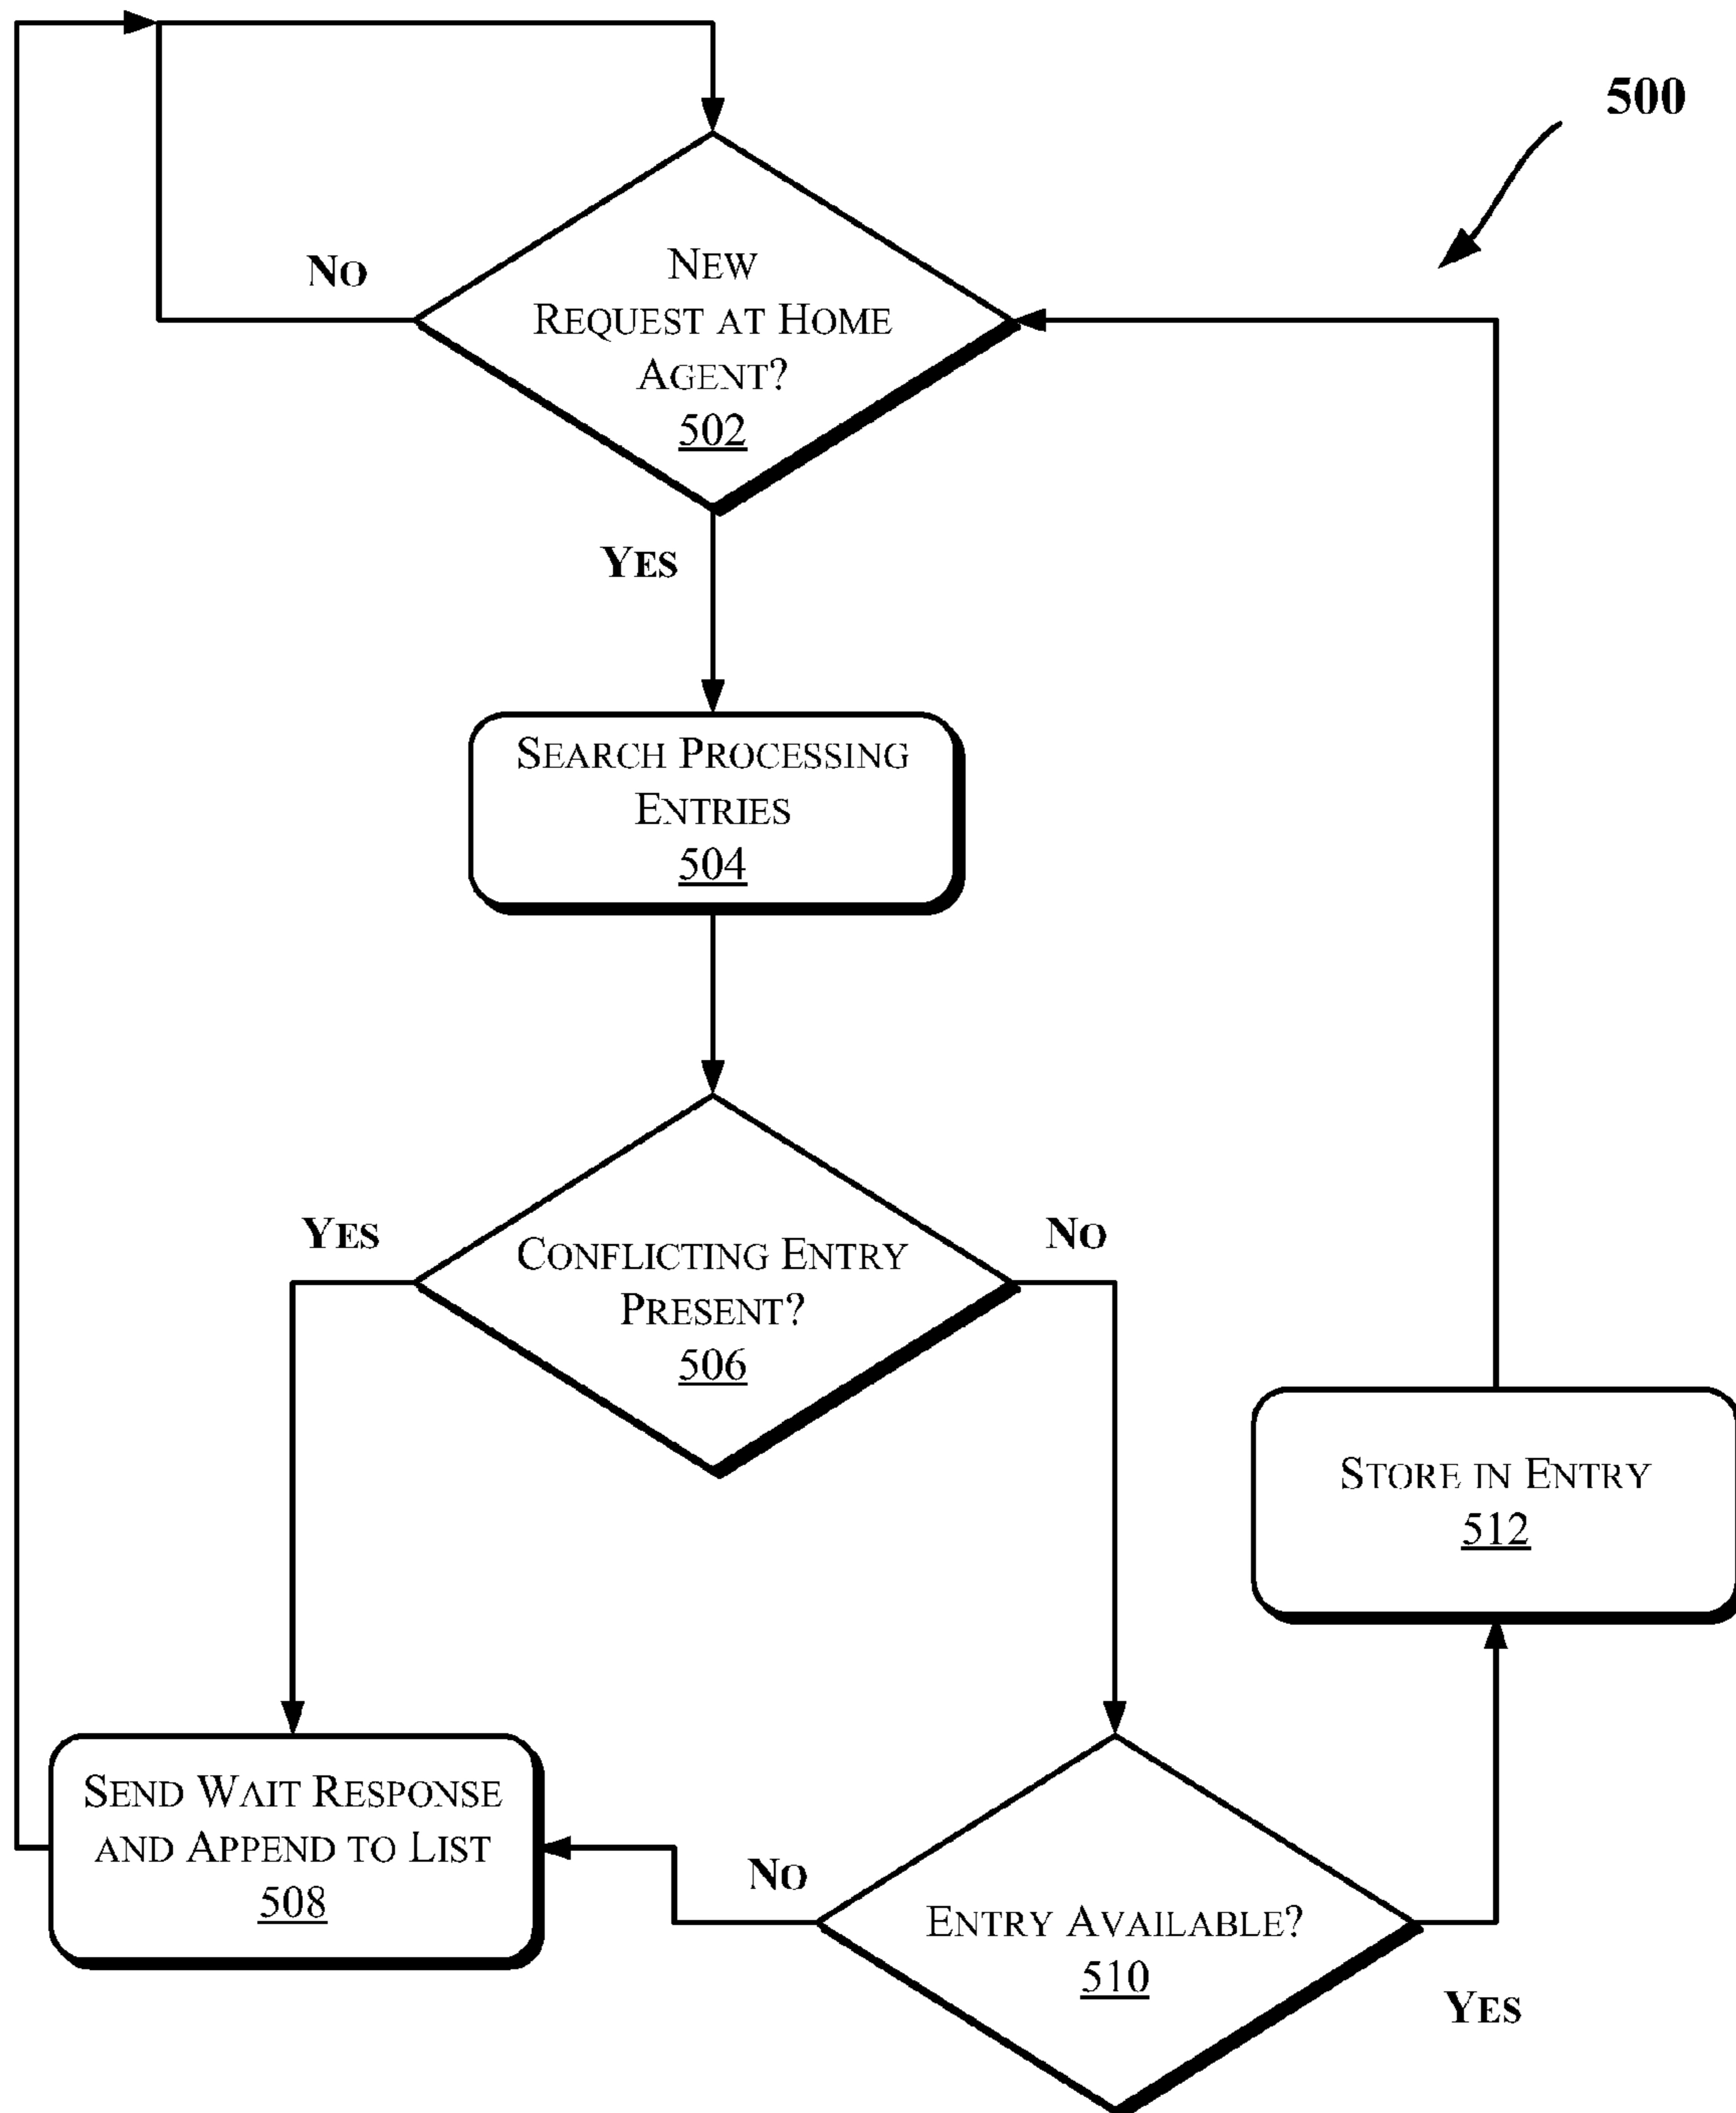 500
New
Request at Home
Agent?
502
No
Yes
Search Processing
Entries
504
Yes
No
Conflicting Entry
Present?
506
Store in Entry
512
Send Wait Response
and Append to List
508
No
Entry Available?
510
Yes